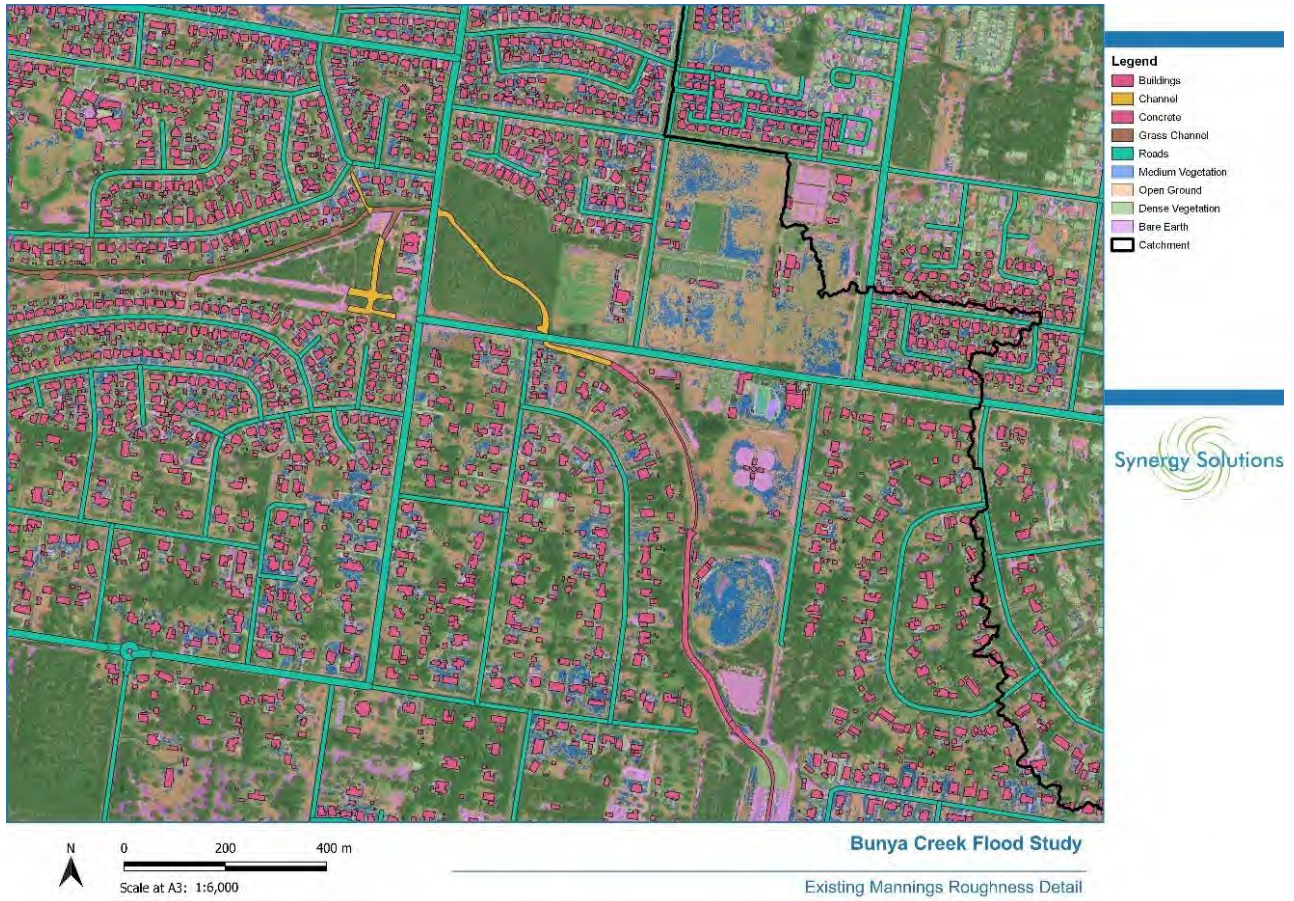 Legend
Buildings
Channel
Concrete
Grass Channel
Roads
Medium Vegetation
Open Ground
Dense Vegetation
Bare Earth
Catchment
Synergy Solutions
N
0 200 400 m
Scale at A3: 1:6,000
Bunya Creek Flood Study
Existing Mannings Roughness Detail